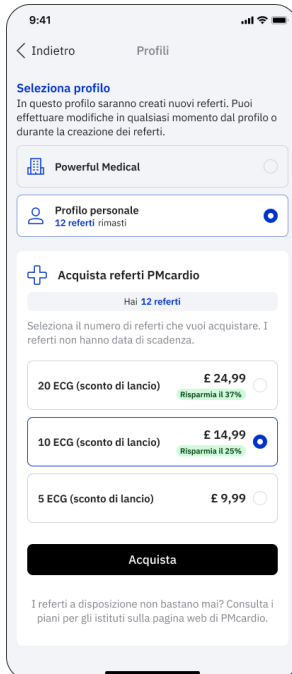 9:41
Indietro
Profili
Seleziona profilo
In questo profilo saranno creati nuovi referti. Puoi
effettuare modifiche in qualsiasi momento dal profilo o
durante la creazione dei referti.
Powerful Medical
Profilo personale
12 referti rimasti
Acquista referti PMcardio
Hai 12 referti
Seleziona il numero di referti che vuoi acquistare. I
referti non hanno data di scadenza.
20 ECG (sconto di lancio)
£ 24,99
Risparmia il 37%
10 ECG (sconto di lancio)
£ 14,99
Risparmia il 25%
5 ECG (sconto di lancio)
£ 9,99
Acquista
I referti a disposizione non bastano mai? Consulta i
piani per gli istituti sulla pagina web di PMcardio.